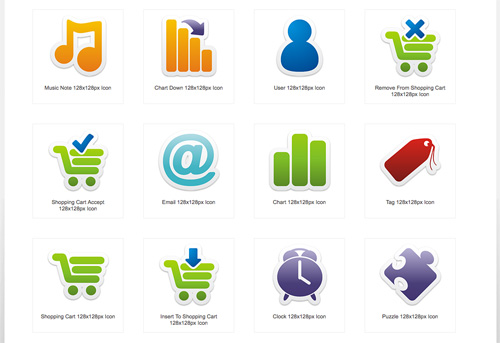 Music Note 128x128px Icon
Chart Down 128x128px Icon
User 128x128px Icon
Remove From Shopping Cart
128x128px Icon
Shopping Cart Accept
128x128px Icon
Email 128x128px Icon
Chart 128x128px Icon
Tag 128x128px Icon
Shopping Cart 128x128px Icon
Insert To Shopping Cart
128x128px Icon
Clock 128x128px Icon
Puzzle 128x128px Icon